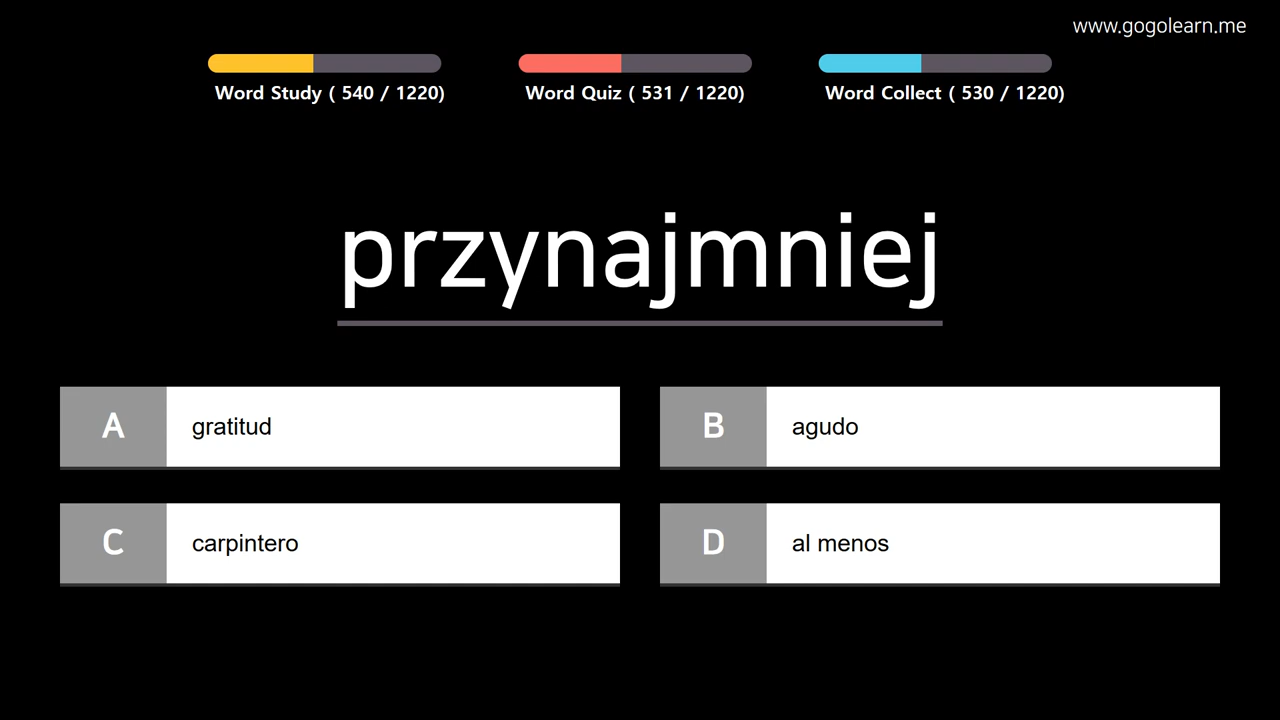 www.gogolearn.me
Word Study ( 540 / 1220)
Word Quiz ( 531 / 1220)
Word Collect ( 530 / 1220)
przynajmniej
A gratitud
B agudo
C carpintero
D al menos